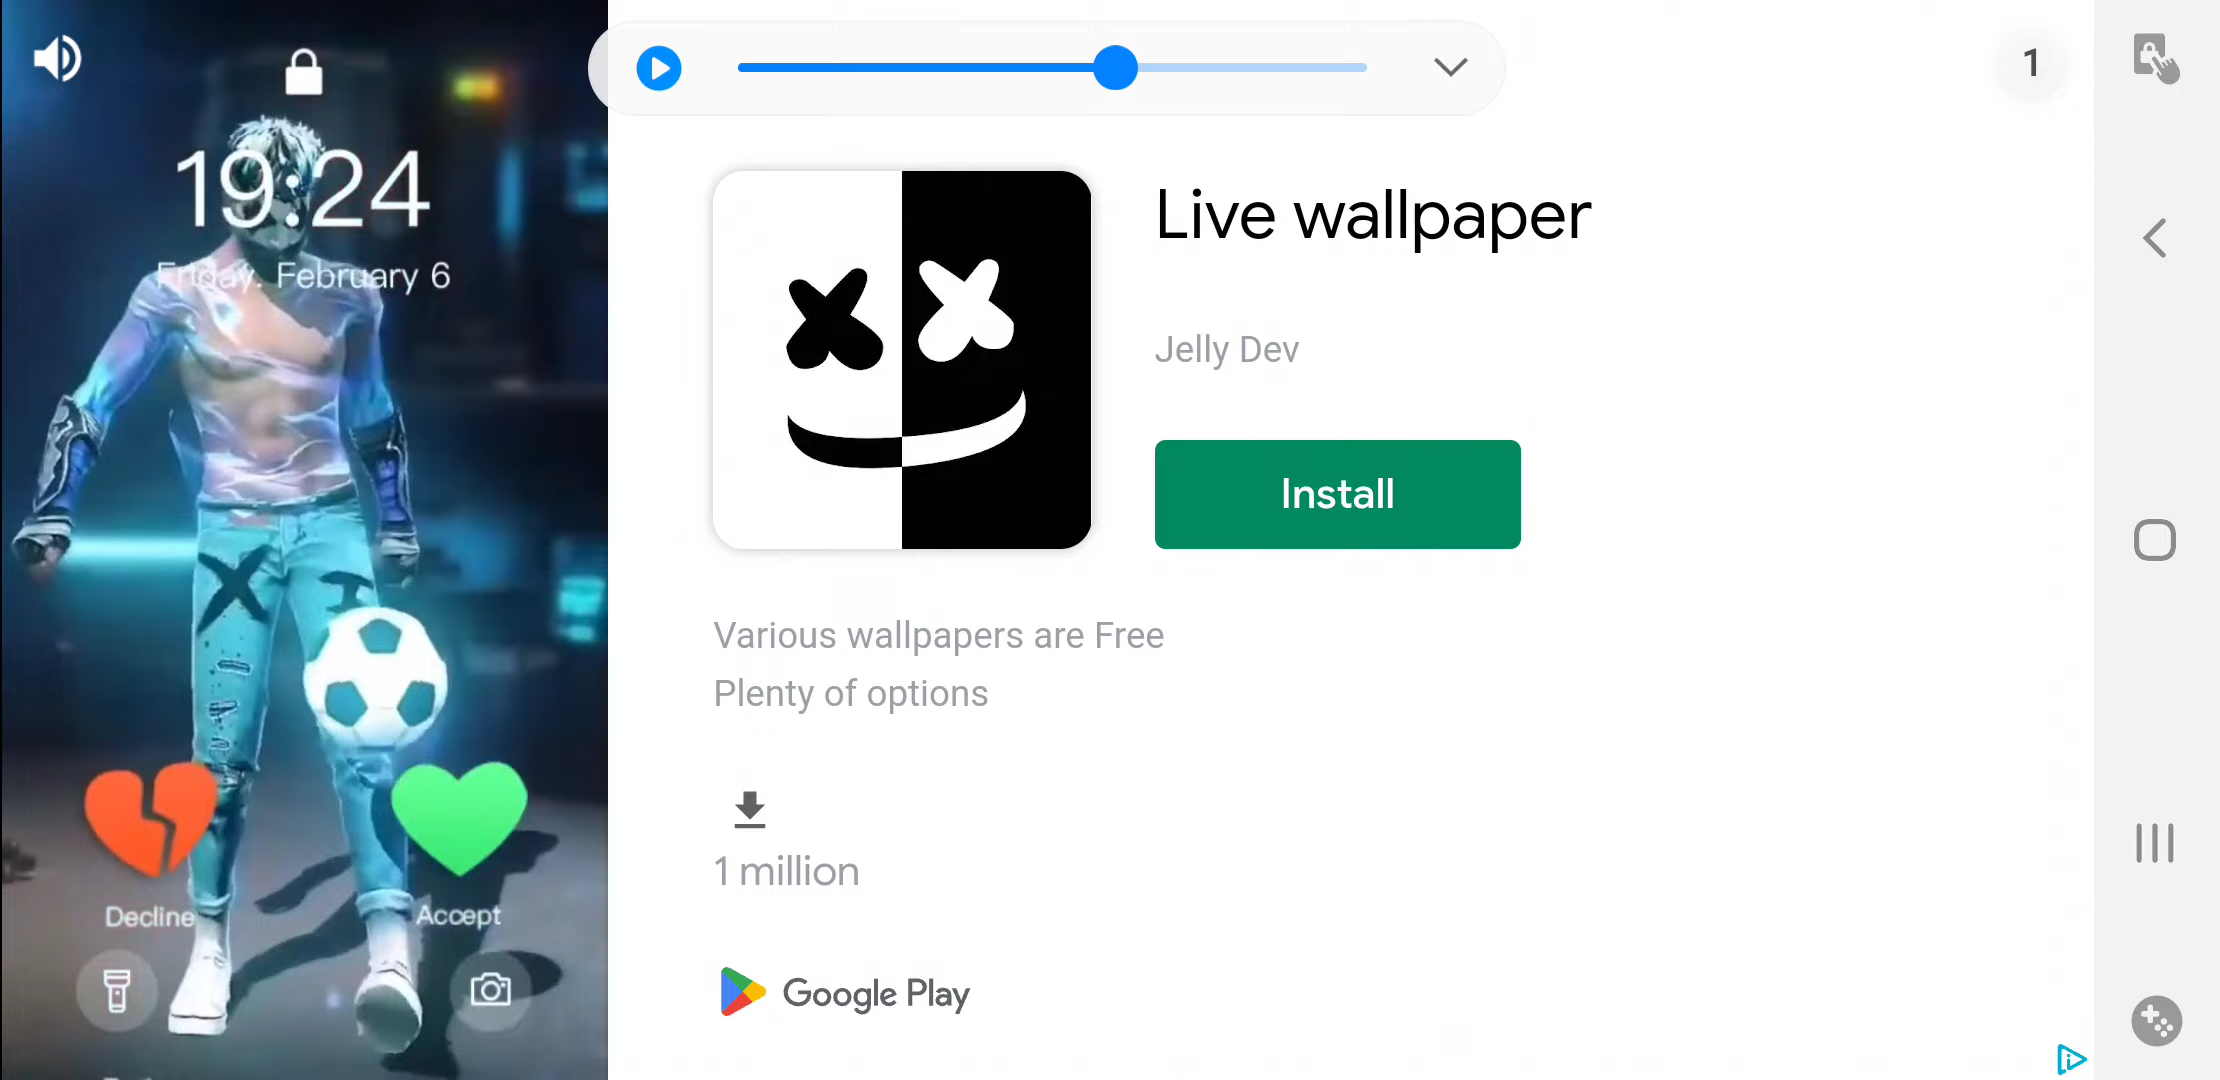 19:24
Friday. February 6
Decline
Accept
1
Live wallpaper
Jelly Dev
Install
Various wallpapers are Free
Plenty of options
1 million
Google Play